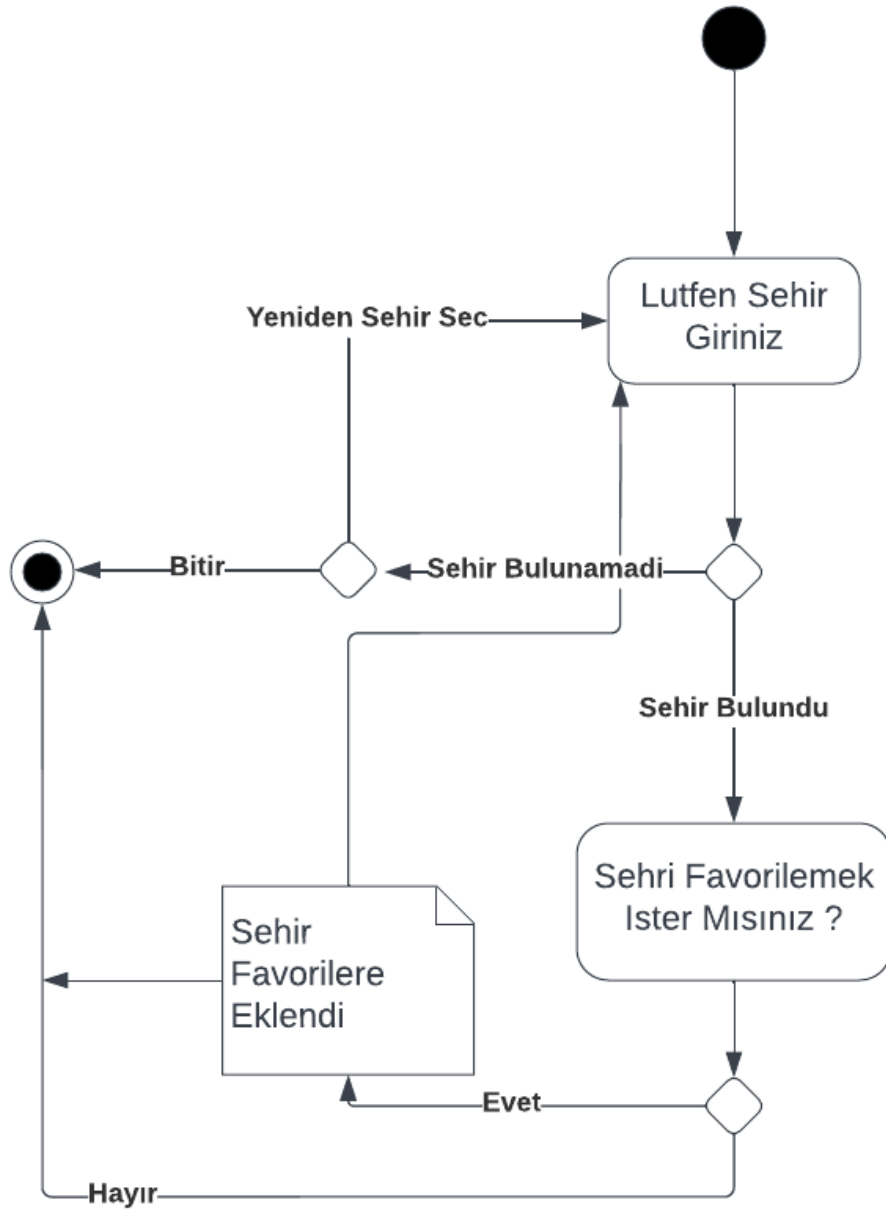 Lutfen Sehir
Giriniz
Yeniden Sehir Sec
Bitir
Sehir Bulunamadi
Sehir Bulundu
Sehri Favorilemek
Ister Mısınız ?
Sehir
Favorilere
Eklendi
Evet
Hayır